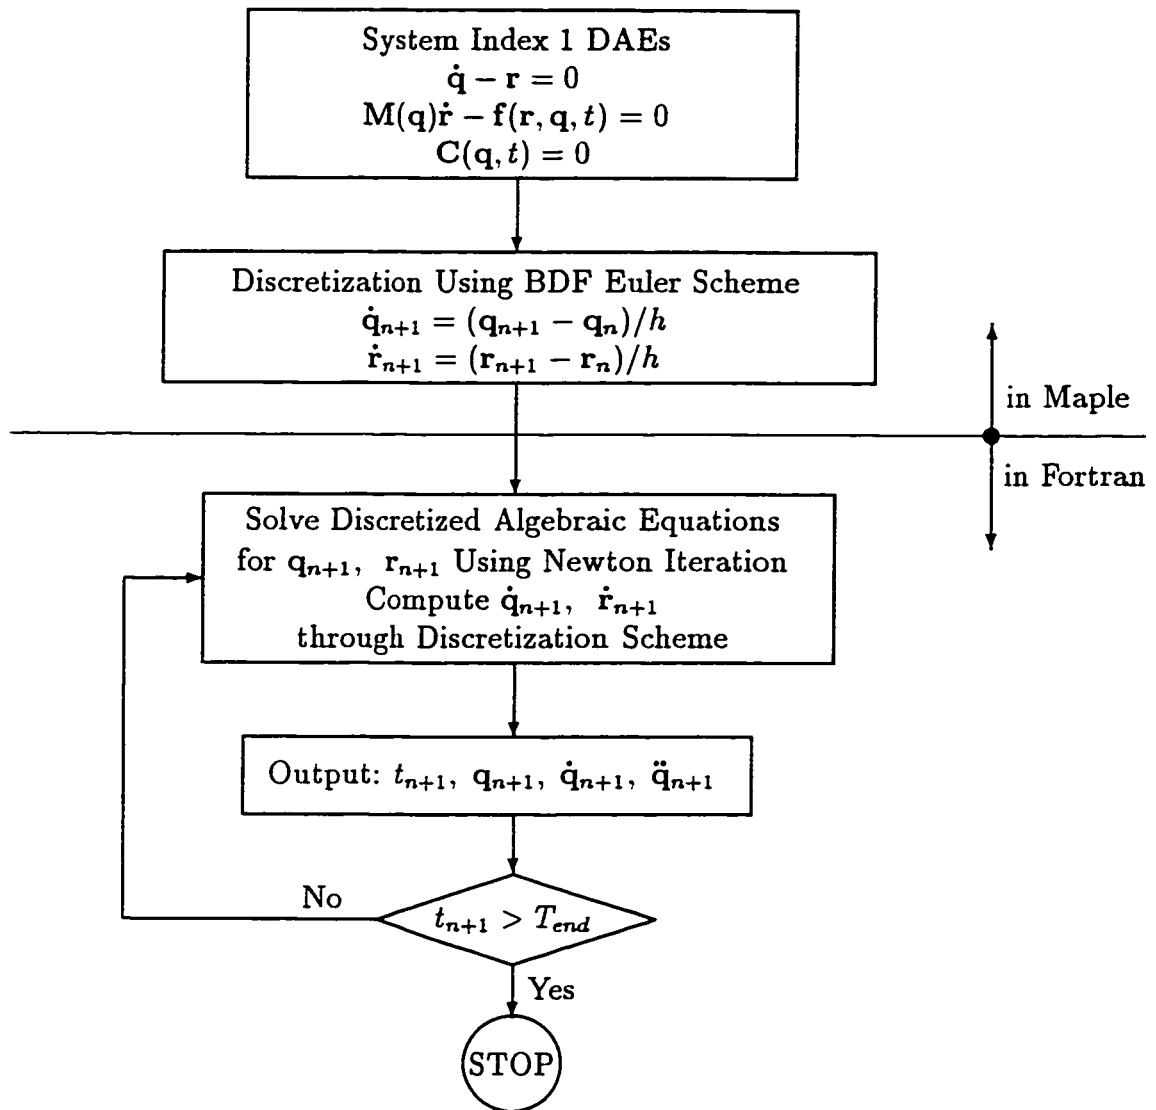 System Index 1 DAEs
q̇ − r = 0
M(q)ṙ − f(r, q, t) = 0
C(q, t) = 0
Discretization Using BDF Euler Scheme
q̇ₙ₊₁ = (qₙ₊₁ − qₙ)/h
ṙₙ₊₁ = (rₙ₊₁ − rₙ)/h
in Maple
in Fortran
Solve Discretized Algebraic Equations
for qₙ₊₁, rₙ₊₁ Using Newton Iteration
Compute q̇ₙ₊₁, ṙₙ₊₁
through Discretization Scheme
Output: tₙ₊₁, qₙ₊₁, q̇ₙ₊₁, q̈ₙ₊₁
No
tₙ₊₁ > T_end
Yes
STOP